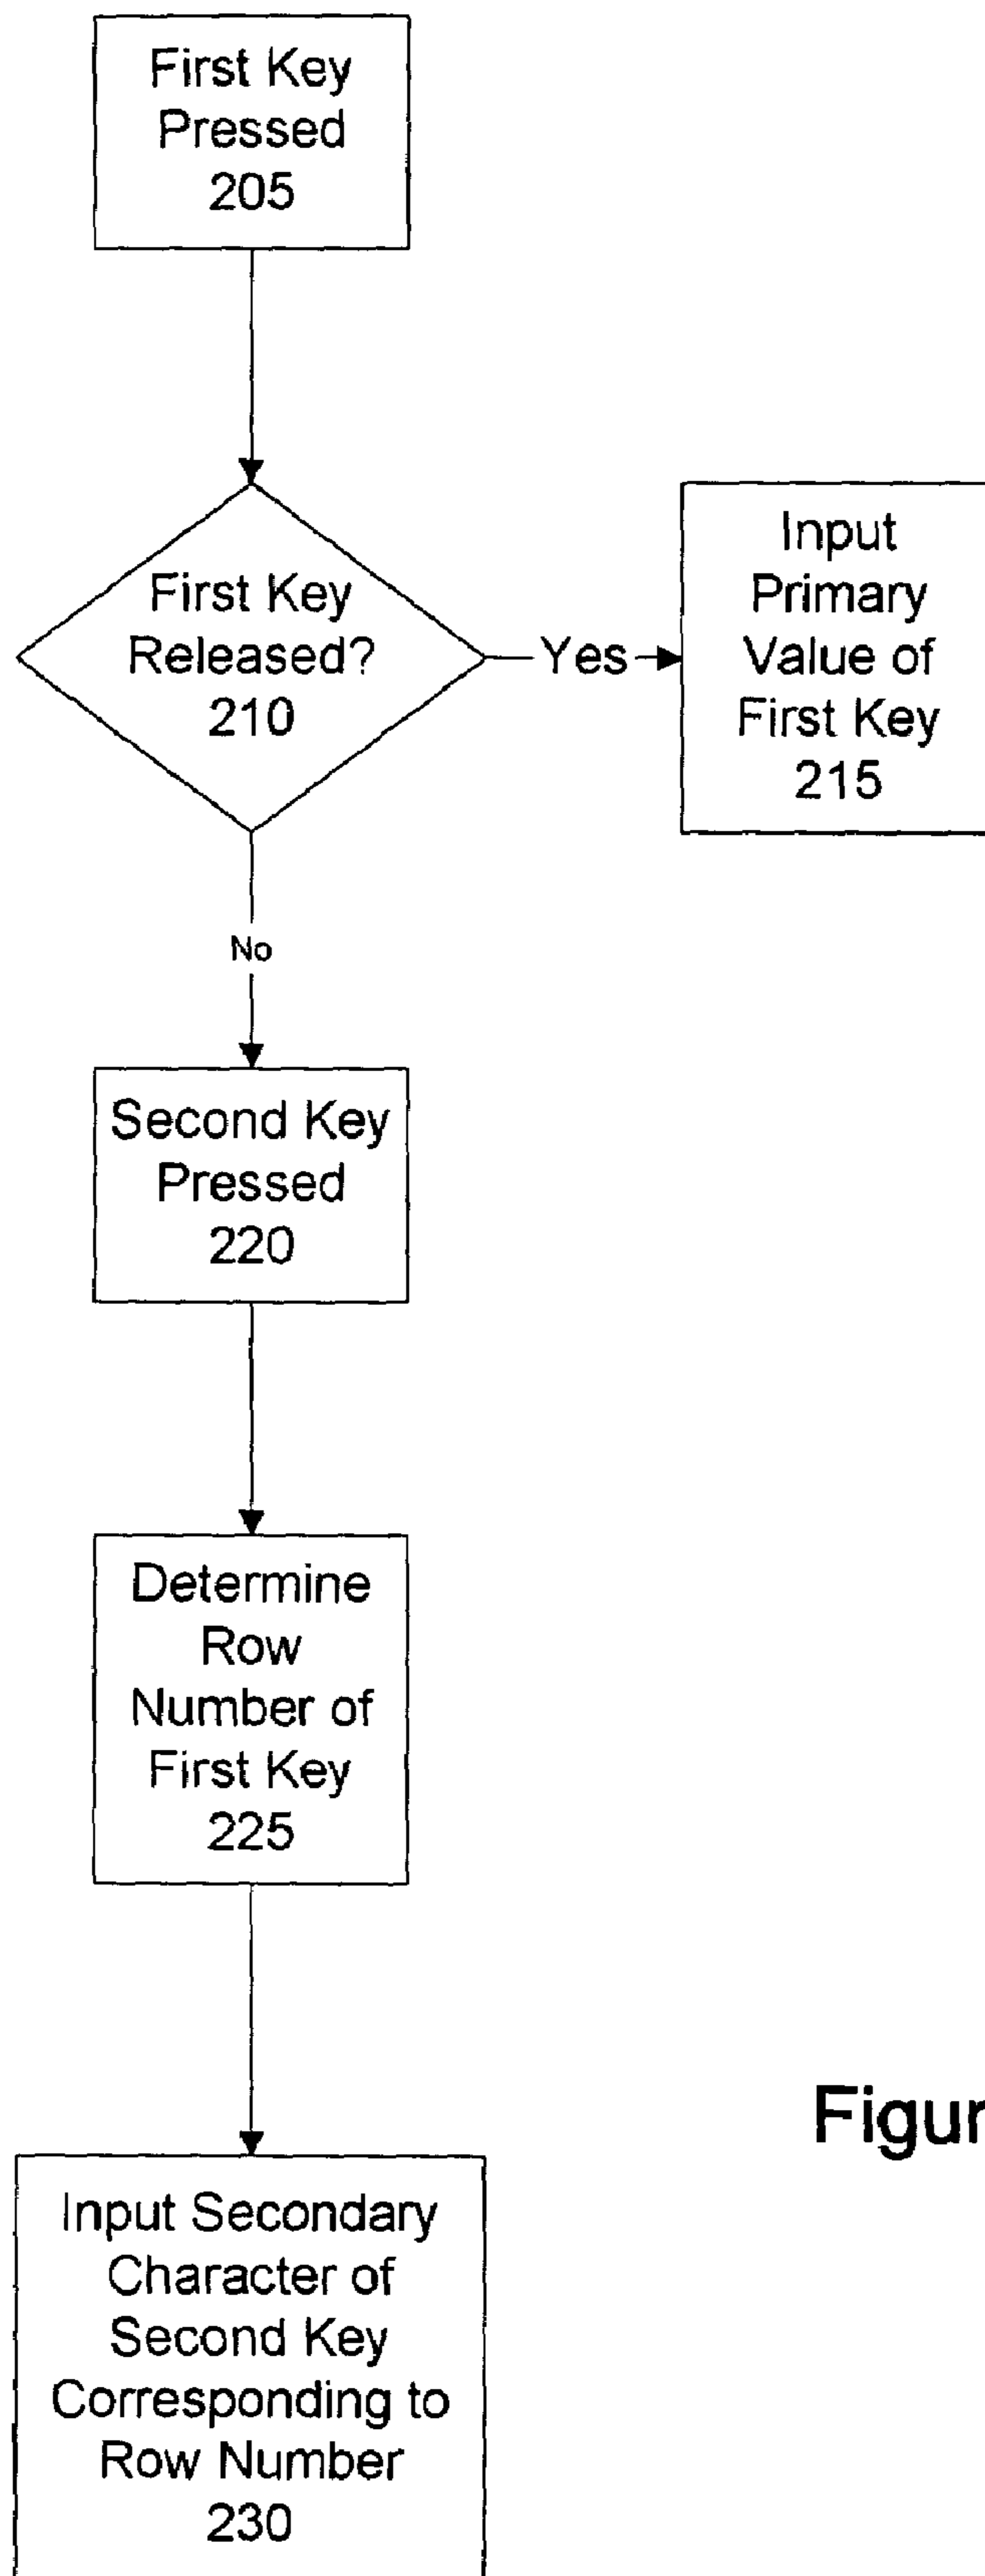 First Key
Pressed
205
First Key
Released?
210
Yes
Input
Primary
Value of
First Key
215
No
Second Key
Pressed
220
Determine
Row
Number of
First Key
225
Figur
Input Secondary
Character of
Second Key
Corresponding to
Row Number
230